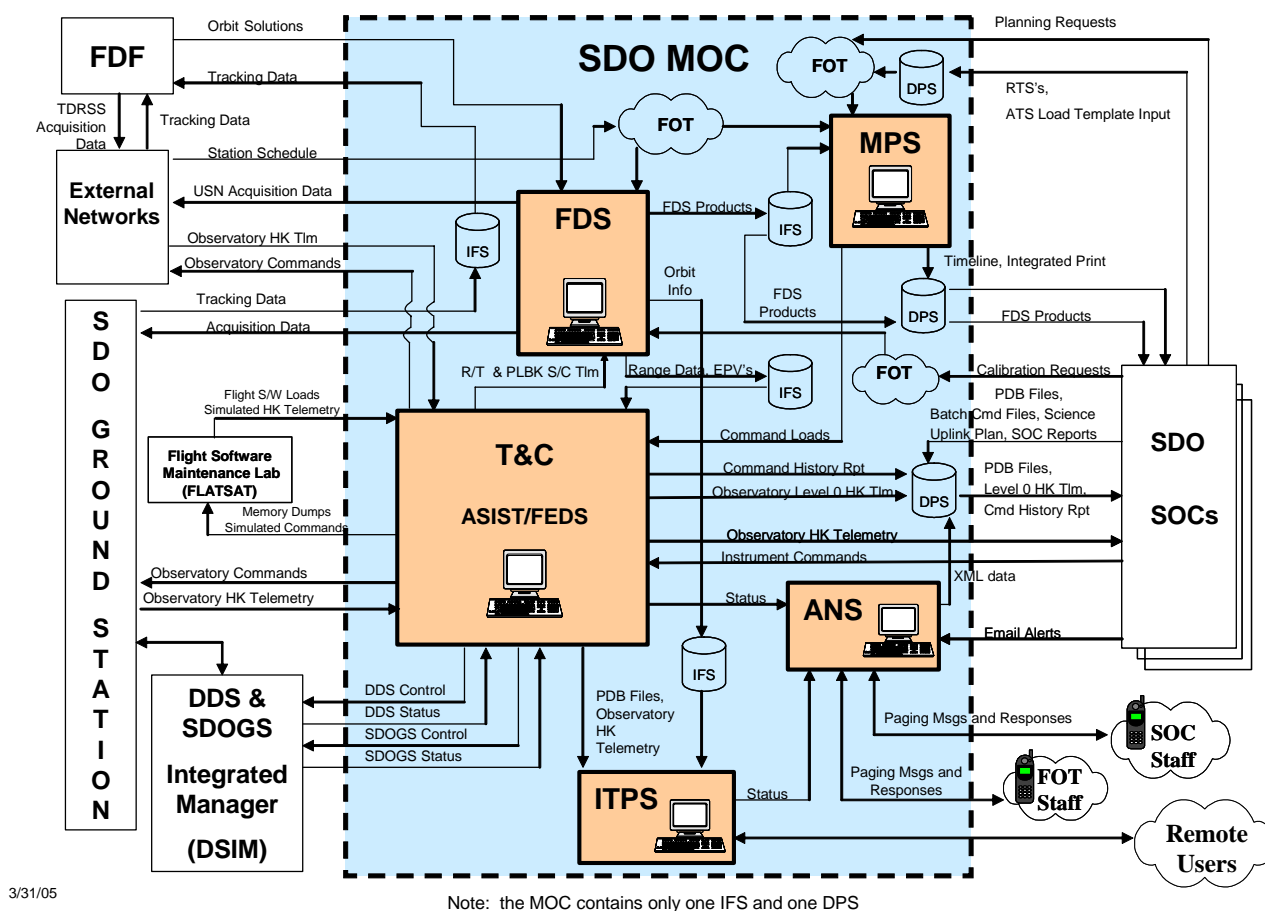 Orbit Solutions
Planning Requests
FDF
SDO MOC
FOT
DPS
Tracking Data
RTS's,
ATS Load Template Input
TDRSS
Acquisition
Data
Tracking Data
FOT
MPS
Station Schedule
External
Networks
USN Acquisition Data
FDS
FDS Products
IFS
IFS
Observatory HK Tlm
Observatory Commands
Orbit
Info
Timeline, Integrated Print
Tracking Data
FDS
Products
DPS
FDS Products
Acquisition Data
SDO GROUND STATION
R/T & PLBK S/C Tlm
Range Data, EPV's
IFS
FOT
Calibration Requests
Flight S/W Loads
Simulated HK Telemetry
PDB Files,
Batch Cmd Files, Science
Uplink Plan, SOC Reports
T&C
Command Loads
SDO
SOCs
Flight Software
Maintenance Lab
(FLATSAT)
Command History Rpt
Observatory Level 0 HK Tlm
DPS
PDB Files,
Level 0 HK Tlm,
Cmd History Rpt
ASIST/FEDS
Memory Dumps
Simulated Commands
Observatory HK Telemetry
Instrument Commands
Observatory Commands
Observatory HK Telemetry
XML data
Status
ANS
Email Alerts
IFS
DDS &
SDOGS
Integrated
Manager
(DSIM)
DDS Control
DDS Status
SDOGS Control
SDOGS Status
PDB Files,
Observatory
HK
Telemetry
Paging Msgs and Responses
SOC
Staff
Paging Msgs and
Responses
FOT
Staff
ITPS
Status
Remote
Users
3/31/05
Note: the MOC contains only one IFS and one DPS